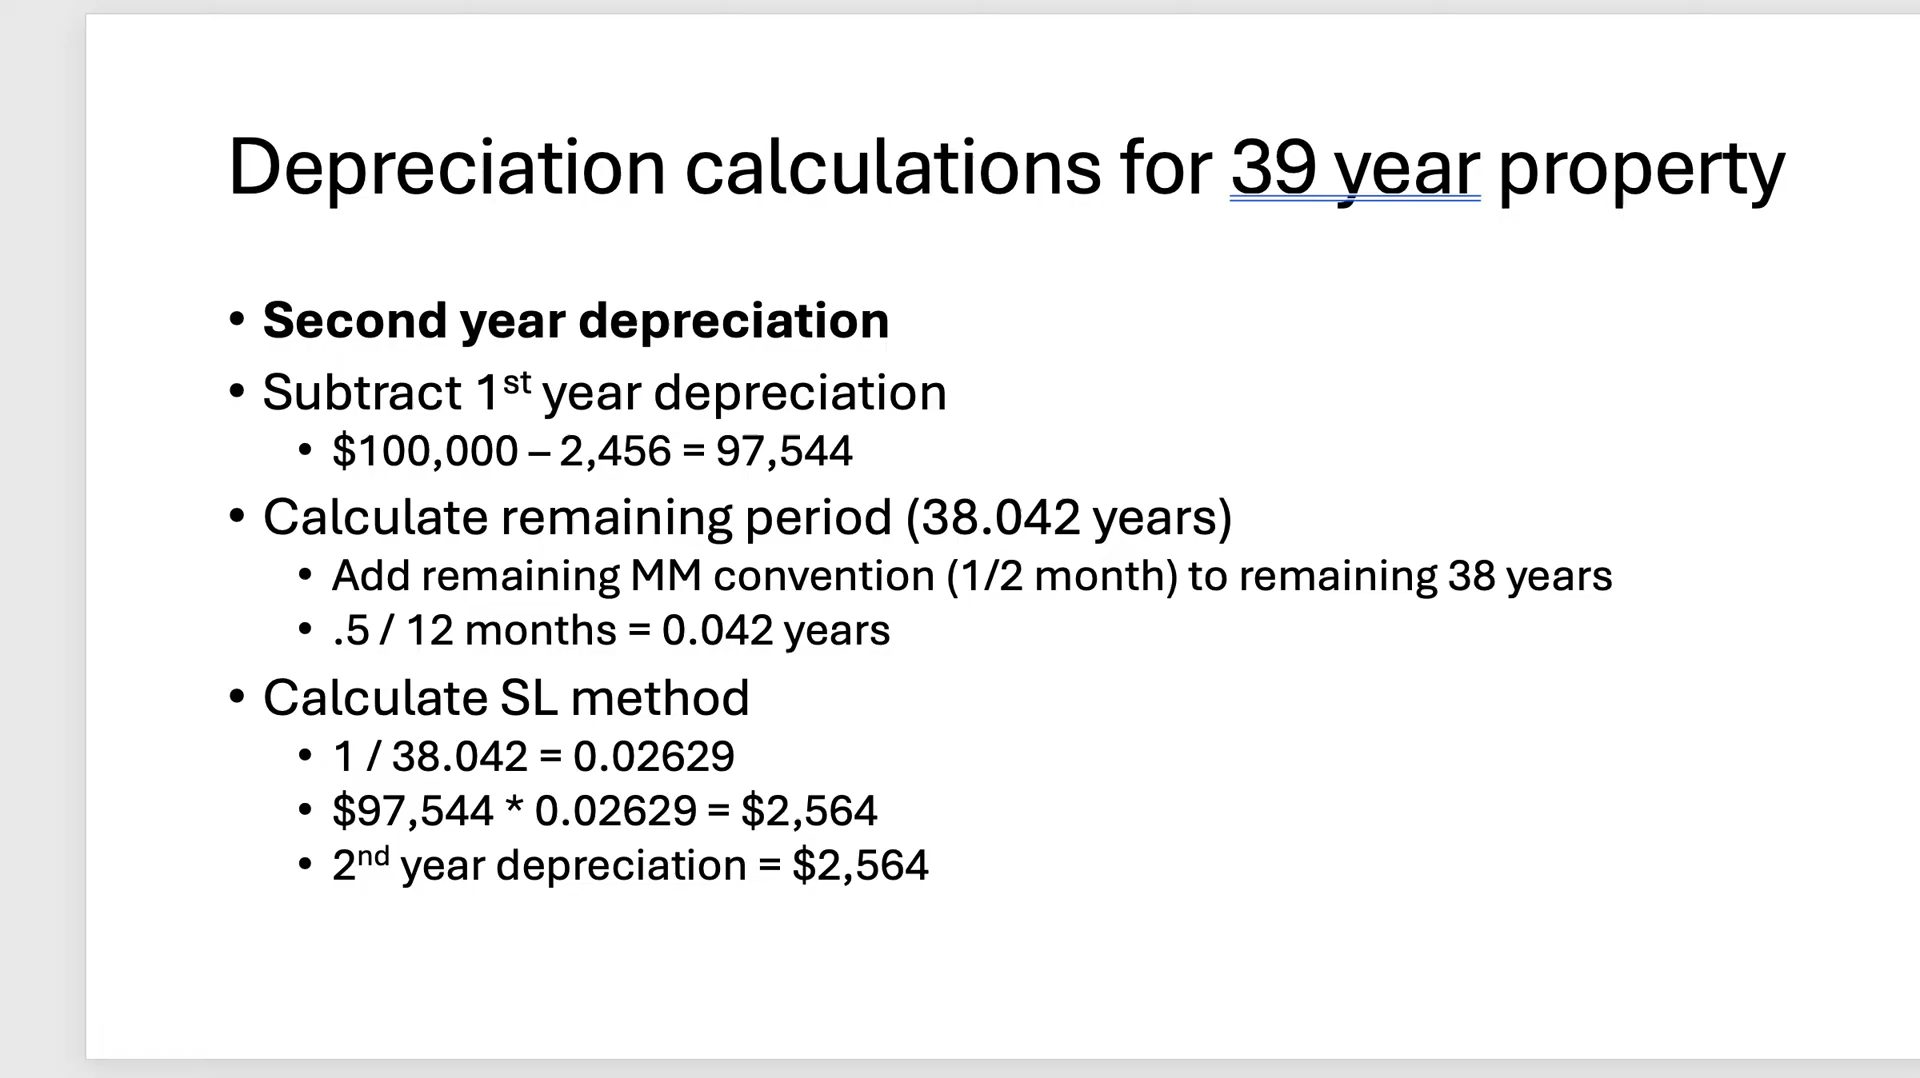 Depreciation calculations for 39 year property
• Second year depreciation
• Subtract 1st year depreciation
• $100,000 – 2,456 = 97,544
• Calculate remaining period (38.042 years)
• Add remaining MM convention (1/2 month) to remaining 38 years
• .5 / 12 months = 0.042 years
• Calculate SL method
• 1 / 38.042 = 0.02629
• $97,544 * 0.02629 = $2,564
• 2nd year depreciation = $2,564